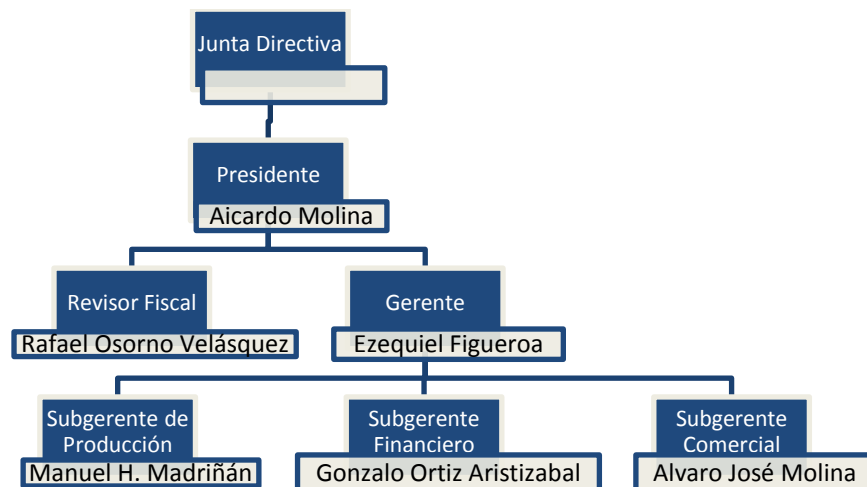 Junta Directiva
Presidente
Aicardo Molina
Revisor Fiscal
Rafael Osorno Velásquez
Gerente
Ezequiel Figueroa
Subgerente de
Producción
Manuel H. Madriñán
Subgerente
Financiero
Gonzalo Ortiz Aristizabal
Subgerente
Comercial
Alvaro José Molina